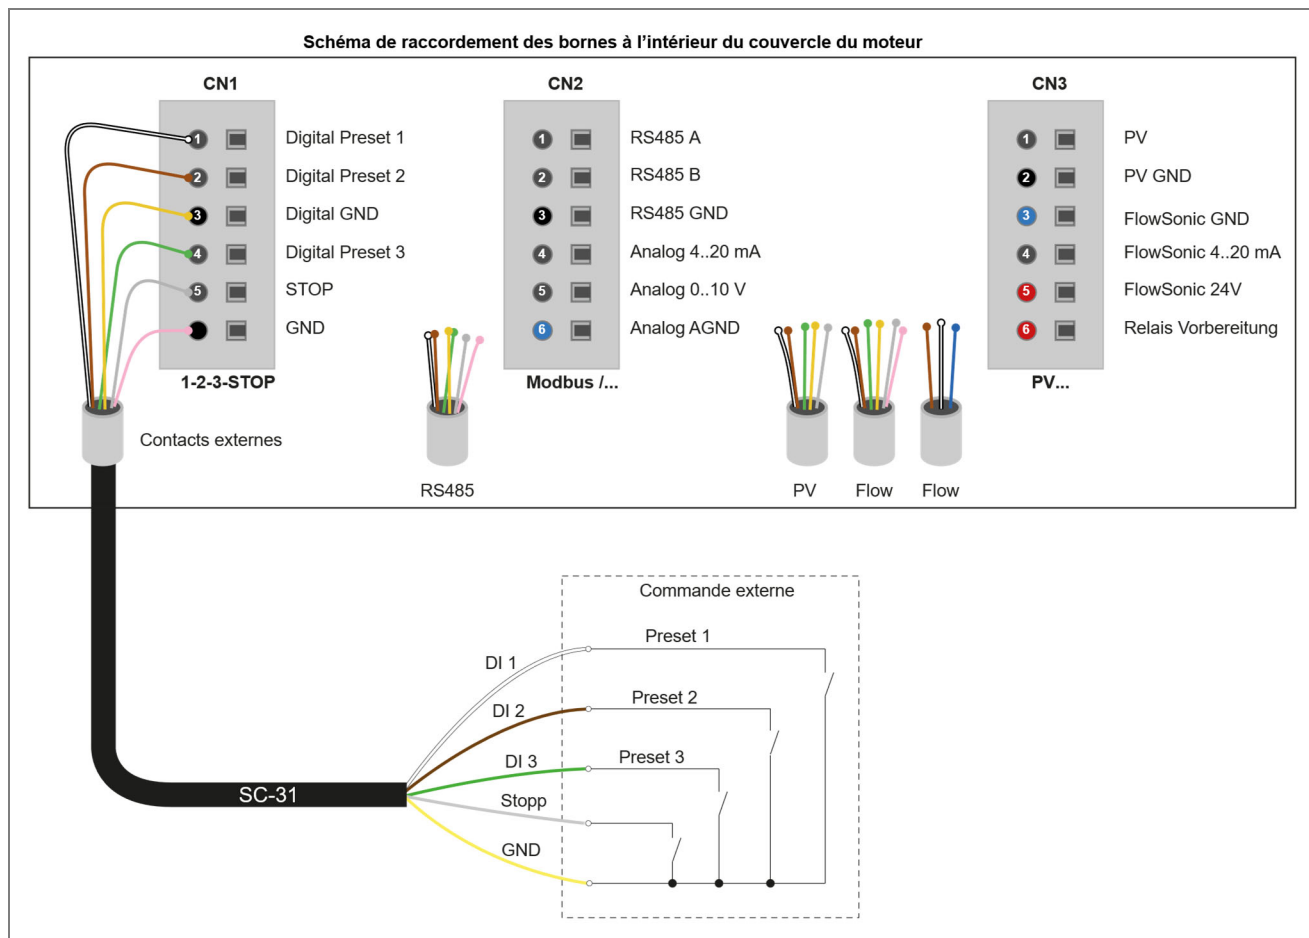 Schéma de raccordement des bornes à l'intérieur du couvercle du moteur
CN1
1 Digital Preset 1
2 Digital Preset 2
3 Digital GND
4 Digital Preset 3
5 STOP
GND
1-2-3-STOP
Contacts externes
CN2
1 RS485 A
2 RS485 B
3 RS485 GND
4 Analog 4..20 mA
5 Analog 0..10 V
6 Analog AGND
Modbus /...
RS485
CN3
1 PV
2 PV GND
3 FlowSonic GND
4 FlowSonic 4..20 mA
5 FlowSonic 24V
6 Relais Vorbereitung
PV...
PV Flow Flow
SC-31
Commande externe
DI 1 Preset 1
DI 2 Preset 2
DI 3 Preset 3
Stopp
GND